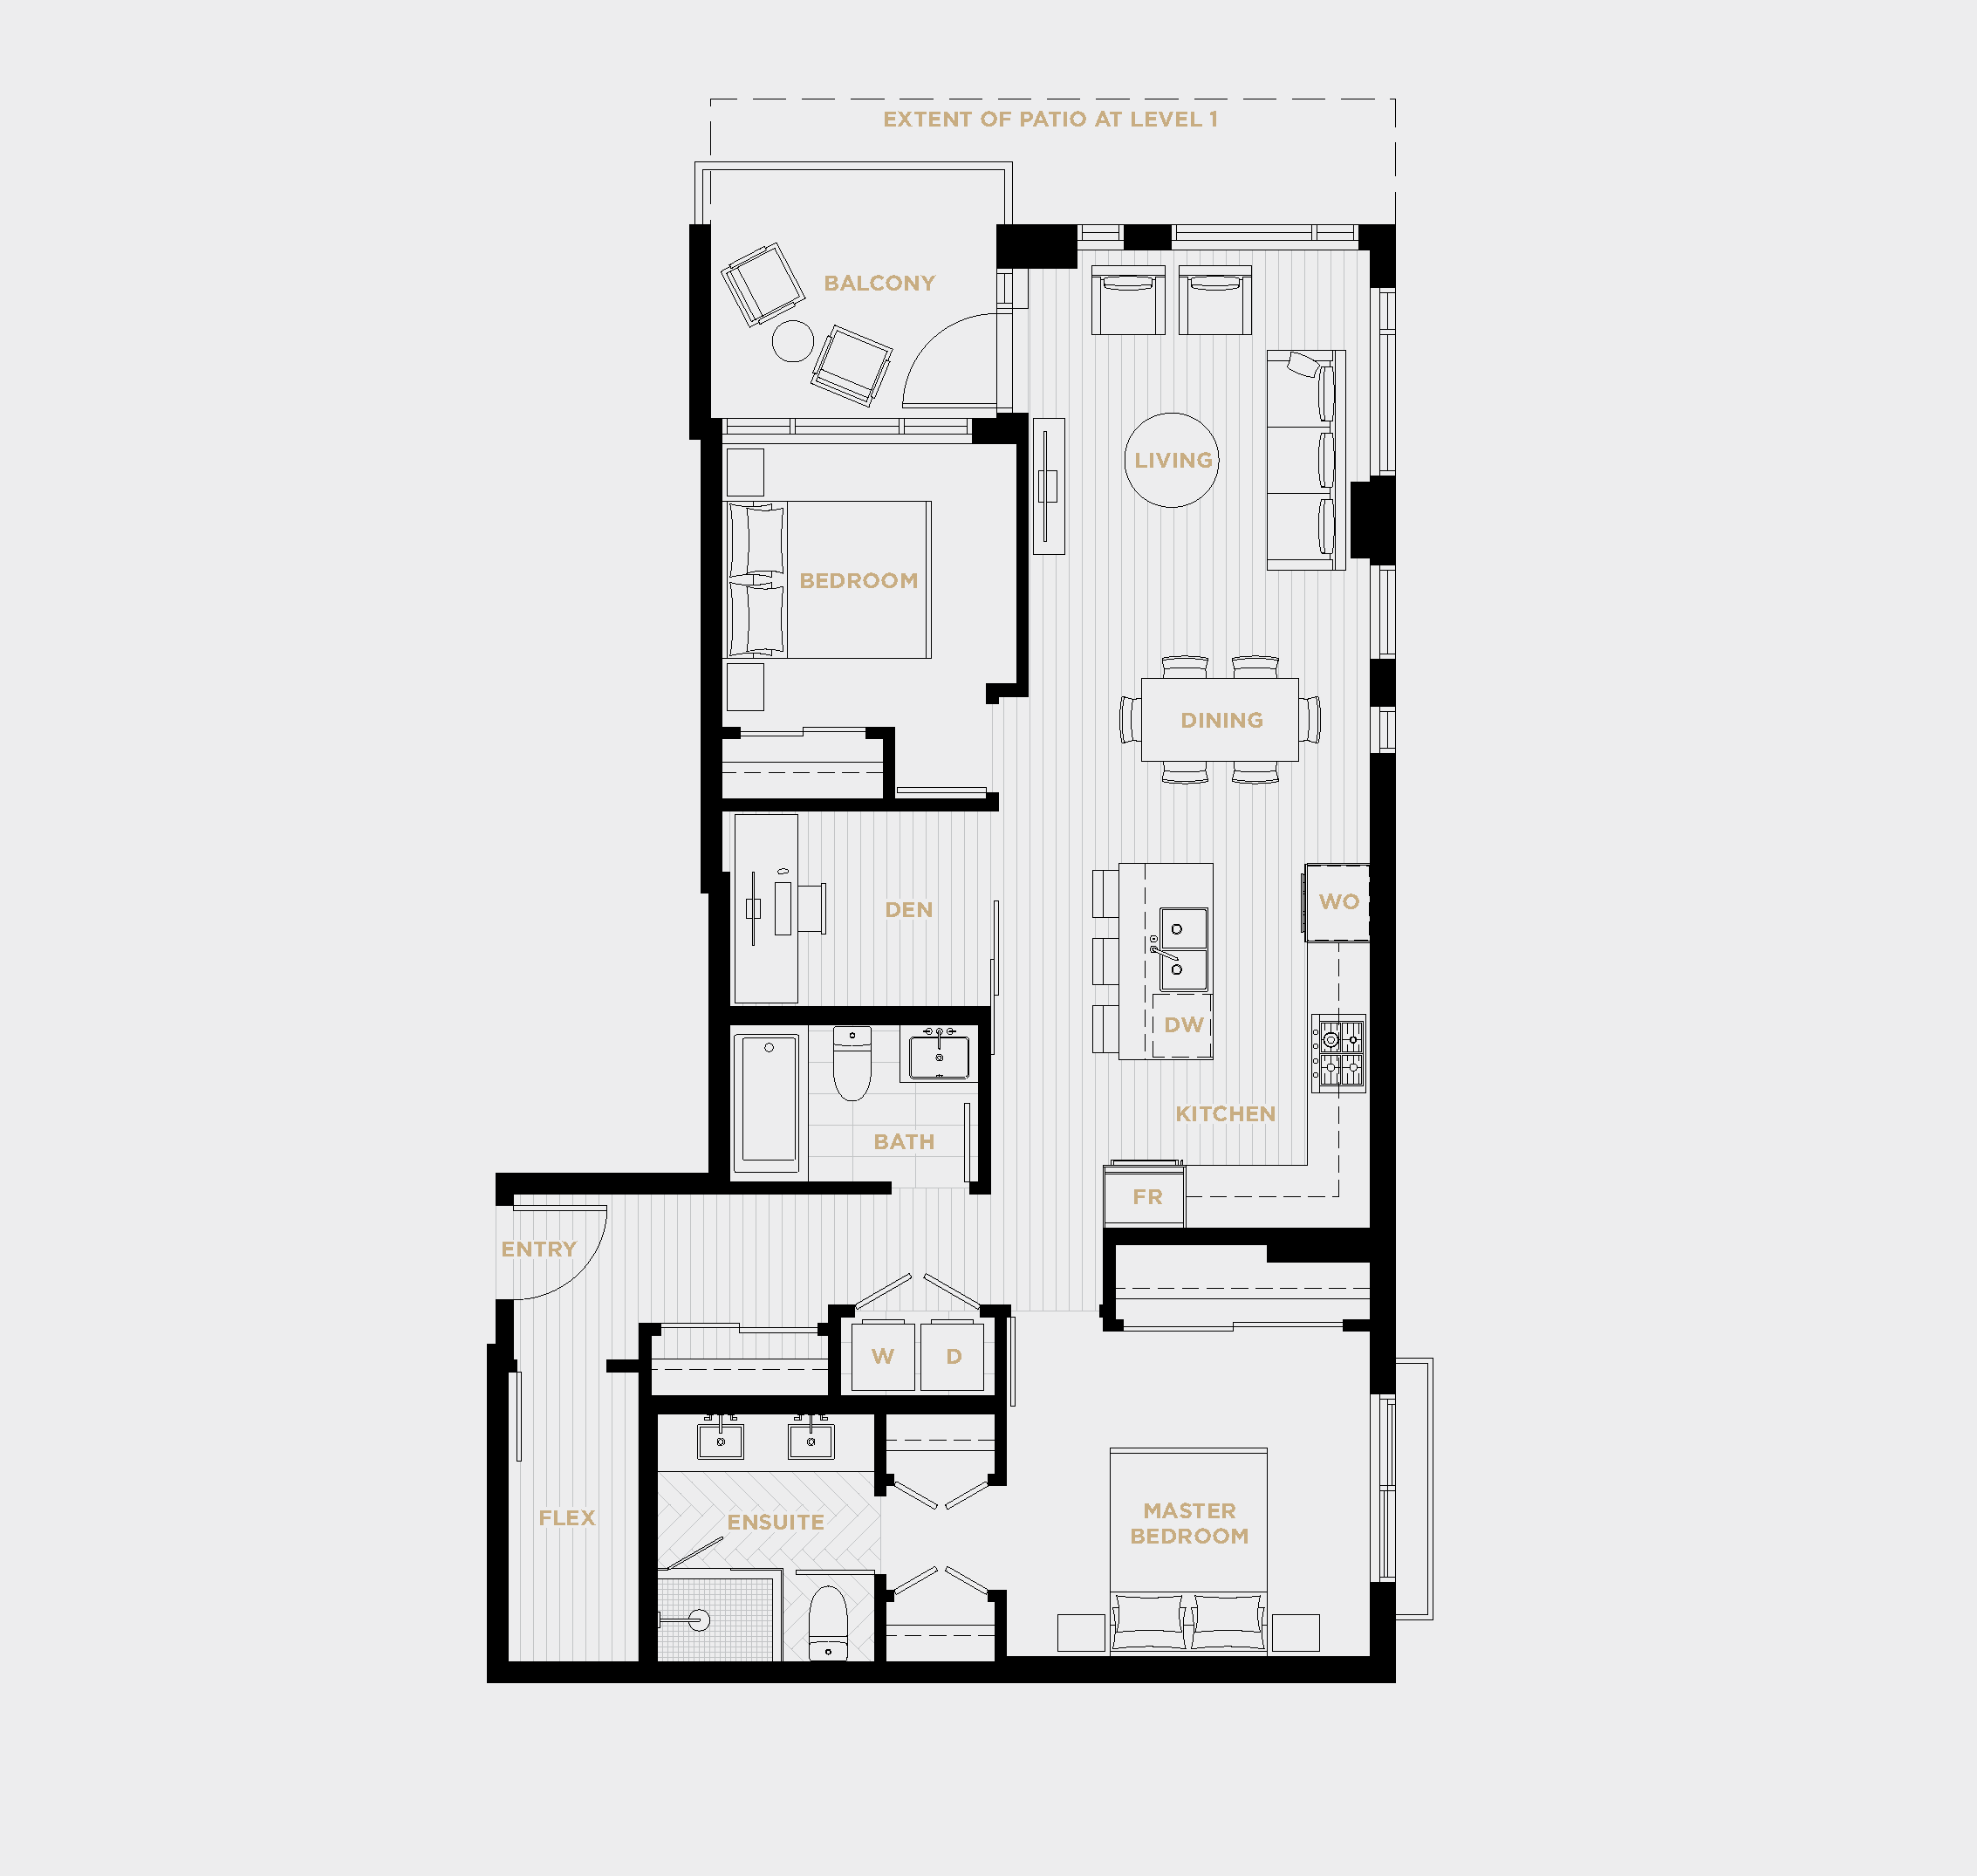 EXTENT OF PATIO AT LEVEL 1
BALCONY
LIVING
BEDROOM
DINING
WO
DEN
DW
KITCHEN
BATH
FR
ENTRY
W
D
FLEX
ENSUITE
MASTER
BEDROOM